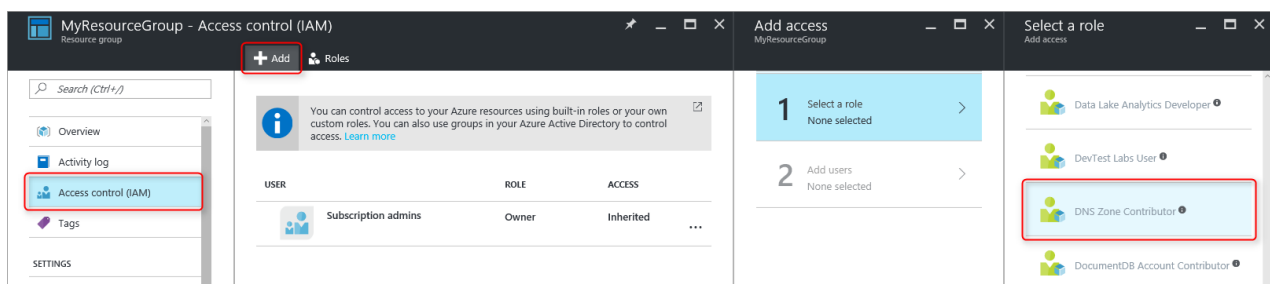 MyResourceGroup - Access control (IAM)
Resource group
Add
Roles
Search (Ctrl+/)
Overview
Activity log
Access control (IAM)
Tags
SETTINGS
You can control access to your Azure resources using built-in roles or your own
custom roles. You can also use groups in your Azure Active Directory to control
access. Learn more
USER ROLE ACCESS
Subscription admins Owner Inherited
...
Add access
MyResourceGroup
1 Select a role
None selected
2 Add users
None selected
Select a role
Add access
Data Lake Analytics Developer
DevTest Labs User
DNS Zone Contributor
DocumentDB Account Contributor